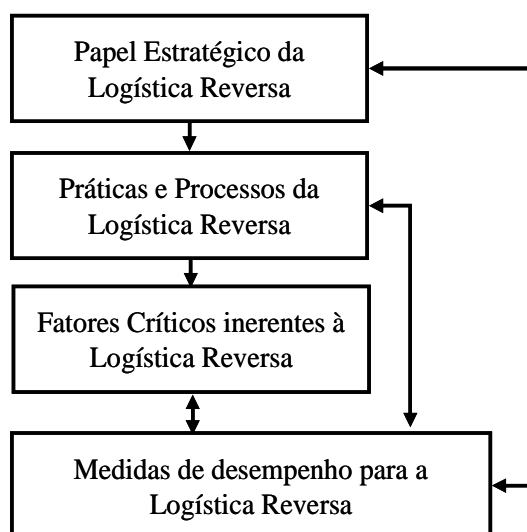 Papel Estratégico da
Logística Reversa
Práticas e Processos da
Logística Reversa
Fatores Críticos inerentes à
Logística Reversa
Medidas de desempenho para a
Logística Reversa